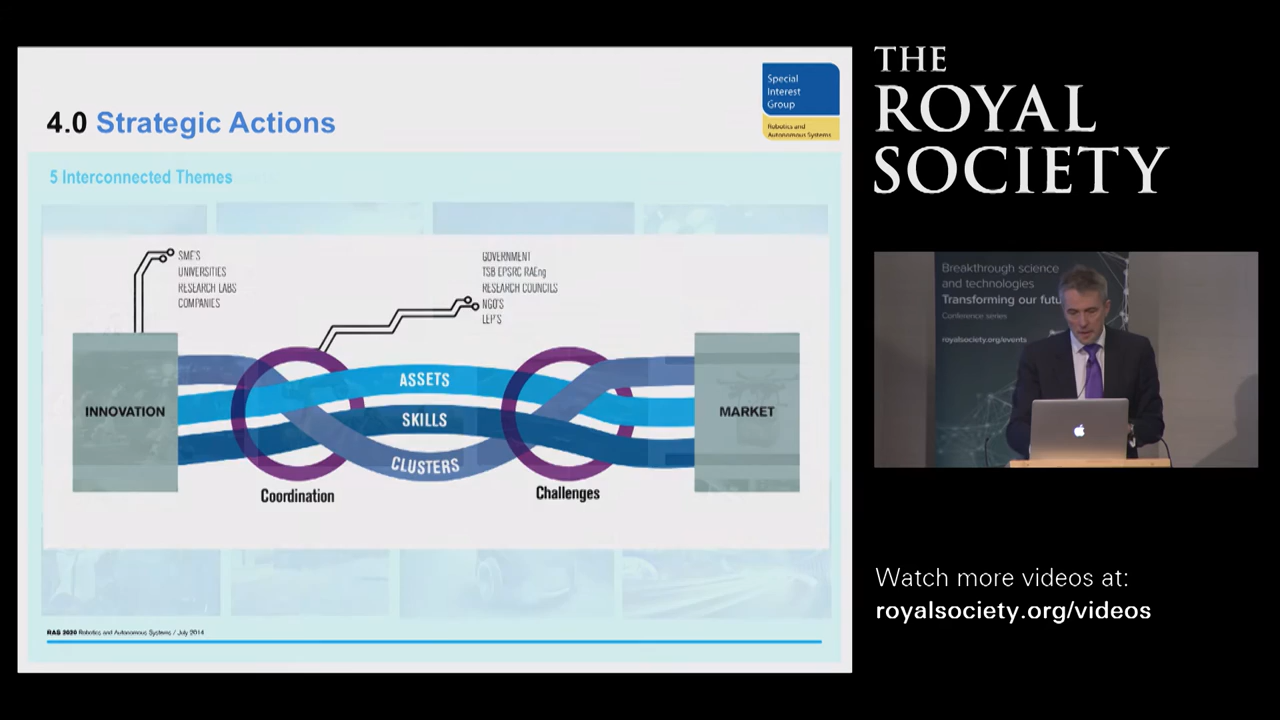 4.0 Strategic Actions
Special
Interest
Group
Robotics and
Autonomous Systems
5 Interconnected Themes
SME'S
UNIVERSITIES
RESEARCH LABS
COMPANIES
GOVERNMENT
TSB EPSRC RAEng
RESEARCH COUNCILS
NGO'S
LEP'S
INNOVATION
ASSETS
SKILLS
CLUSTERS
MARKET
Coordination
Challenges
RAS 2020 Robotics and Autonomous Systems / July 2014
THE
ROYAL
SOCIETY
Breakthrough science
and technologies
Transforming our futu
Conference series
royalsociety.org/events
Watch more videos at:
royalsociety.org/videos